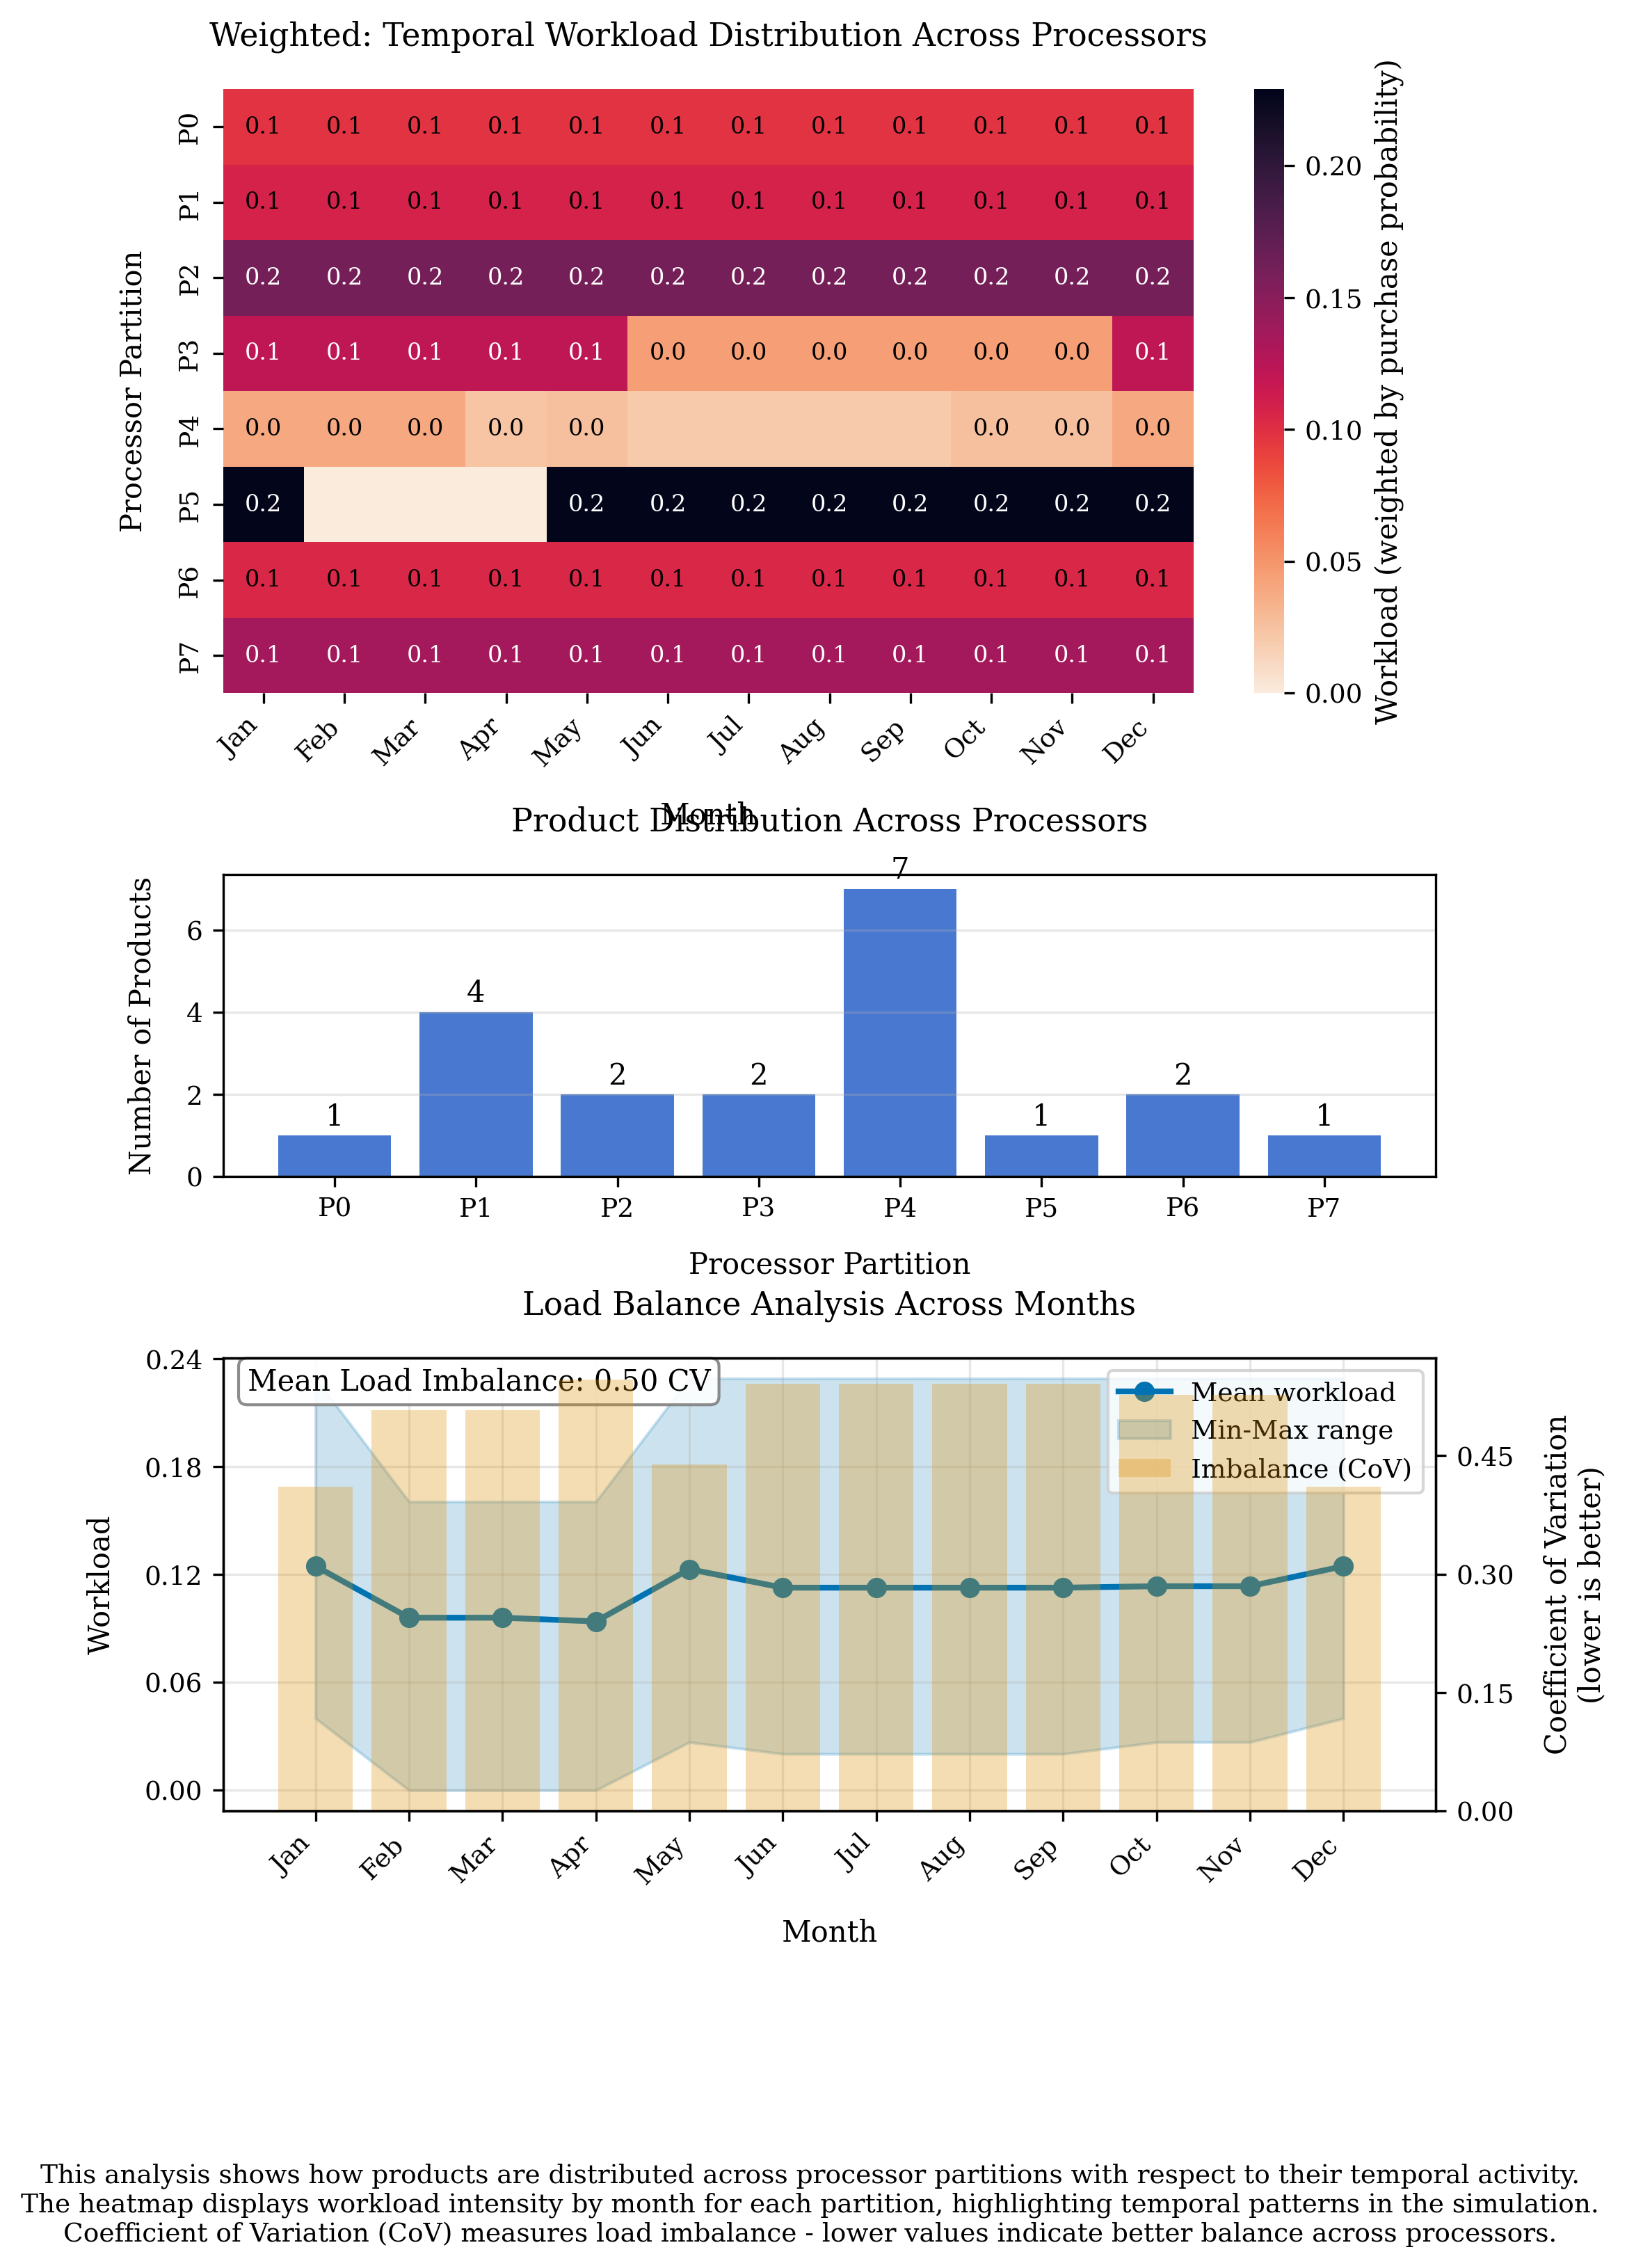 Weighted: Temporal Workload Distribution Across Processors
P0 0.1 0.1 0.1 0.1 0.1 0.1 0.1 0.1 0.1 0.1 0.1 0.1
P1 0.1 0.1 0.1 0.1 0.1 0.1 0.1 0.1 0.1 0.1 0.1 0.1
P2 0.2 0.2 0.2 0.2 0.2 0.2 0.2 0.2 0.2 0.2 0.2 0.2
P3 0.1 0.1 0.1 0.1 0.1 0.0 0.0 0.0 0.0 0.0 0.0 0.1
P4 0.0 0.0 0.0 0.0 0.0 0.0 0.0 0.0
P5 0.2 0.2 0.2 0.2 0.2 0.2 0.2 0.2 0.2
P6 0.1 0.1 0.1 0.1 0.1 0.1 0.1 0.1 0.1 0.1 0.1 0.1
P7 0.1 0.1 0.1 0.1 0.1 0.1 0.1 0.1 0.1 0.1 0.1 0.1
Processor Partition
Jan Feb Mar Apr May Jun Jul Aug Sep Oct Nov Dec
Month
0.20
0.15
0.10
0.05
0.00
Workload (weighted by purchase probability)
Product Distribution Across Processors
Number of Products
6
4
2
0
1 4 2 2 7 1 2 1
P0 P1 P2 P3 P4 P5 P6 P7
Processor Partition
Load Balance Analysis Across Months
Mean Load Imbalance: 0.50 CV
Mean workload
Min-Max range
Imbalance (CoV)
Workload
0.24
0.18
0.12
0.06
0.00
0.45
0.30
0.15
0.00
Coefficient of Variation
(lower is better)
Jan Feb Mar Apr May Jun Jul Aug Sep Oct Nov Dec
Month
This analysis shows how products are distributed across processor partitions with respect to their temporal activity.
The heatmap displays workload intensity by month for each partition, highlighting temporal patterns in the simulation.
Coefficient of Variation (CoV) measures load imbalance - lower values indicate better balance across processors.